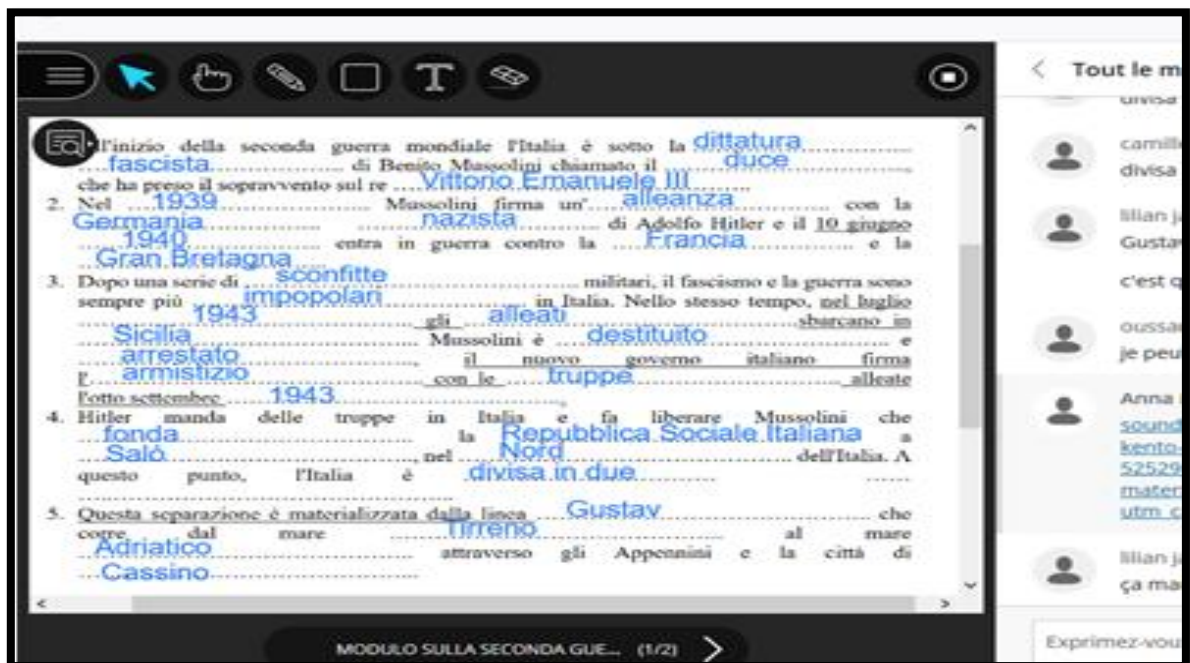 Tout le m
divisa
All'inizio della seconda guerra mondiale l'Italia è sotto la dittatura
fascista di Benito Mussolini chiamato il duce,
che ha preso il sopravvento sul re Vittorio Emanuele III
2. Nel 1939 Mussolini firma un' alleanza con la
Germania nazista di Adolfo Hitler e il 10 giugno
1940 entra in guerra contro la Francia e la
Gran Bretagna
3. Dopo una serie di sconfitte militari, il fascismo e la guerra sono
sempre più impopolari in Italia. Nello stesso tempo, nel luglio
1943 gli alleati sbarcano in
Sicilia Mussolini è destituito e
arrestato, il nuovo governo italiano firma
l' armistizio con le truppe alleate
l'otto settembre 1943.
4. Hitler manda delle truppe in Italia e fa liberare Mussolini che
fonda la Repubblica Sociale Italiana a
Salò, nel Nord dell'Italia. A
questo punto, l'Italia è divisa in due
5. Questa separazione è materializzata dalla linea Gustav che
corre dal mare Tirreno al mare
Adriatico attraverso gli Appennini e la città di
Cassino
MODULO SULLA SECONDA GUE... (1/2)
camille
divisa
lilian ja
Gustav
c'est q
oussa
je peu
Anna
sound
kento-
52529
mater
utm_c
lilian ja
ça ma
Exprimez-vou